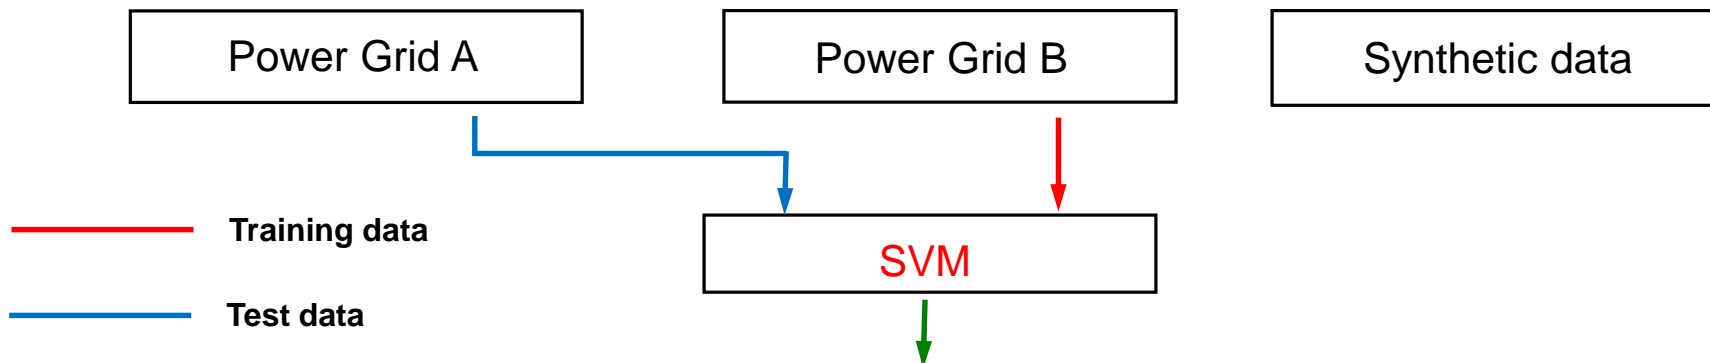 Power Grid A
Power Grid B
Synthetic data
Training data
SVM
Test data